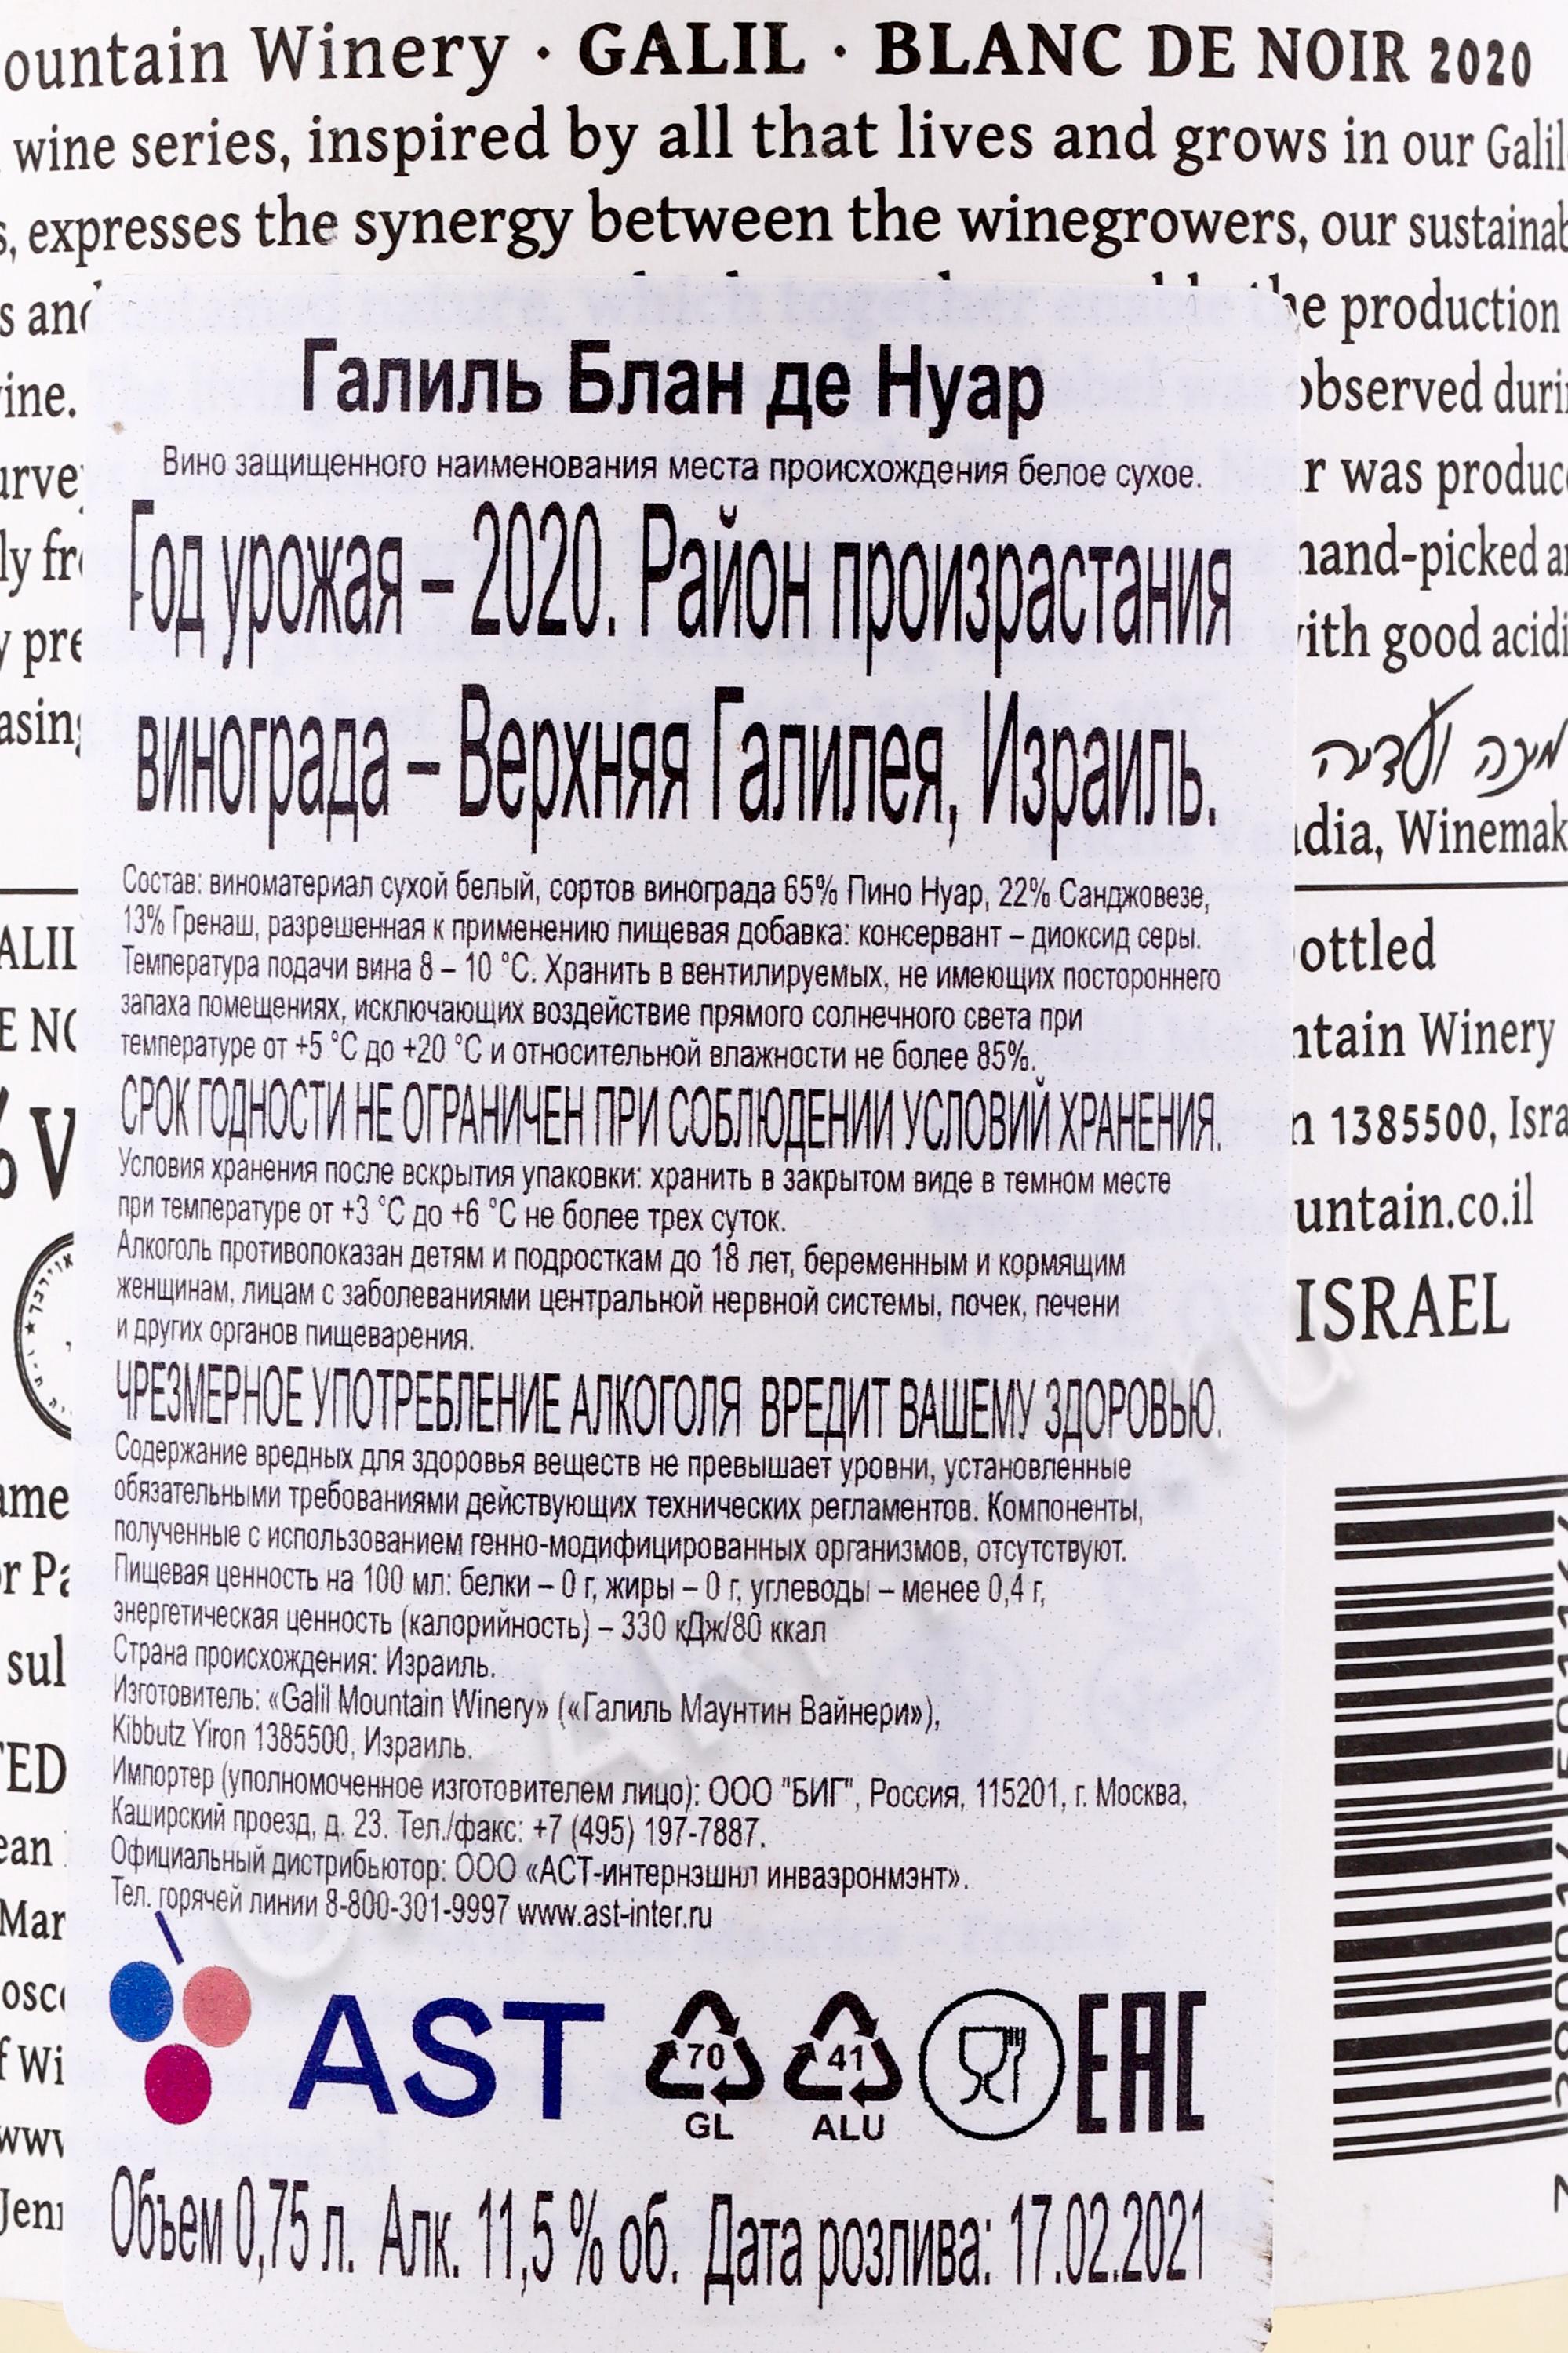 Mountain Winery · GALIL · BLANC DE NOIR 2020
wine series, inspired by all that lives and grows in our Galil
expresses the synergy between the winegrowers, our
the production
observed
was
hand-picked
with good
Галиль Блан де Нуар
Вино защищенного наименования места происхождения белое сухое.
Год урожая – 2020. Район произрастания
винограда – Верхняя Галилея, Израиль.
Состав: виноматериал сухой белый, сортов винограда 65% Пино Нуар, 22% Санджовезе,
13% Гренаш, разрешенная к применению пищевая добавка: консервант – диоксид серы.
Температура подачи вина 8 – 10 °С. Хранить в вентилируемых, не имеющих постороннего
запаха помещениях, исключающих воздействие прямого солнечного света при
температуре от +5 °С до +20 °С и относительной влажности не более 85%.
СРОК ГОДНОСТИ НЕ ОГРАНИЧЕН ПРИ СОБЛЮДЕНИИ УСЛОВИЙ ХРАНЕНИЯ.
Условия хранения после вскрытия упаковки: хранить в закрытом виде в темном месте
при температуре от +3 °С до +6 °С не более трех суток.
Алкоголь противопоказан детям и подросткам до 18 лет, беременным и кормящим
женщинам, лицам с заболеваниями центральной нервной системы, почек, печени
и других органов пищеварения.
ЧРЕЗМЕРНОЕ УПОТРЕБЛЕНИЕ АЛКОГОЛЯ ВРЕДИТ ВАШЕМУ ЗДОРОВЬЮ.
Содержание вредных для здоровья веществ не превышает уровни, установленные
обязательными требованиями действующих технических регламентов. Компоненты,
полученные с использованием генно-модифицированных организмов, отсутствуют.
Пищевая ценность на 100 мл: белки – 0 г, жиры – 0 г, углеводы – менее 0,4 г,
энергетическая ценность (калорийность) – 330 кДж/80 ккал
Страна происхождения: Израиль.
Изготовитель: «Galil Mountain Winery» («Галиль Маунтин Вайнери»),
Kibbutz Yiron 1385500, Израиль.
Импортер (уполномоченное изготовителем лицо): ООО "БИГ", Россия, 115201, г. Москва,
Каширский проезд, д. 23. Тел./факс: +7 (495) 197-7887.
Официальный дистрибьютор: ООО «АСТ-интернэшнл инваэронмэнт».
Тел. горячей линии 8-800-301-9997 www.ast-inter.ru
AST 70 GL 41 ALU EAC
Объем 0,75 л. Алк. 11,5 % об. Дата розлива: 17.02.2021
Winemaker
bottled
Mountain Winery
1385500, Israel
untain.co.il
ISRAEL